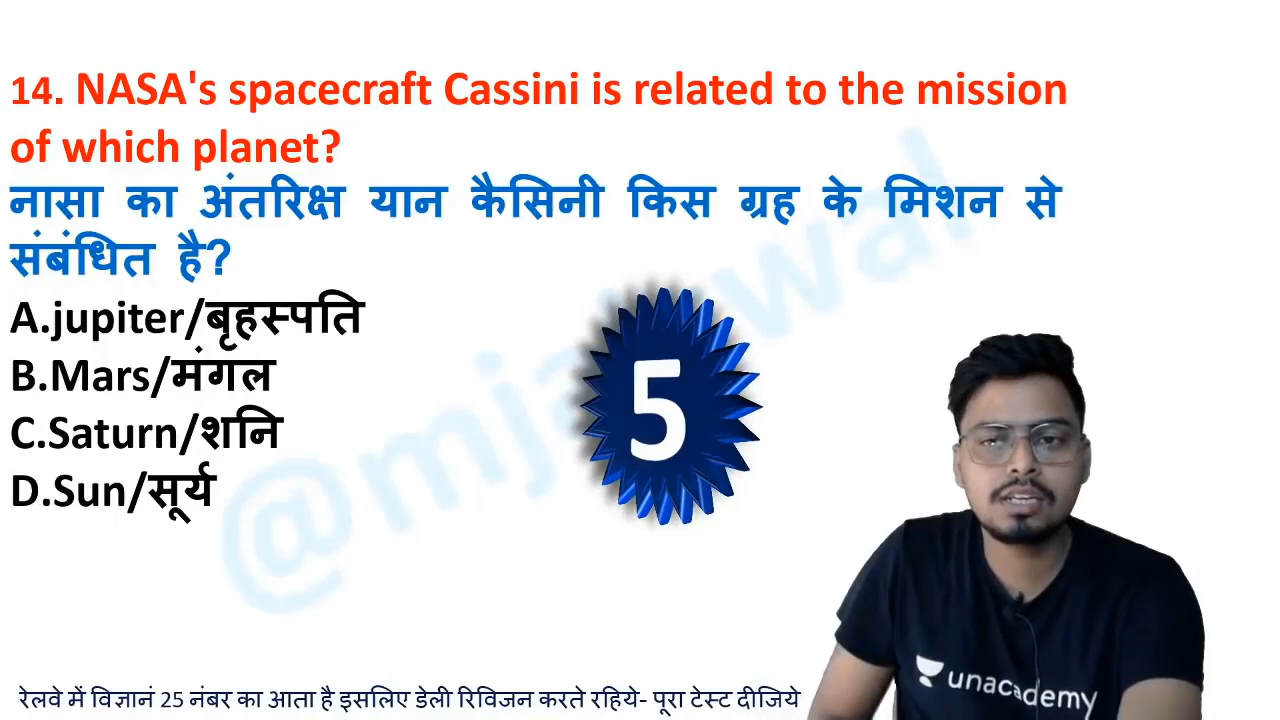 14. NASA's spacecraft Cassini is related to the mission
of which planet?
नासा का अंतरिक्ष यान कैसिनी किस ग्रह के मिशन से
संबंधित है?
A.jupiter/बृहस्पति
B.Mars/मंगल
C.Saturn/शनि
D.Sun/सूर्य
5
unacademy
रेलवे में विज्ञानं 25 नंबर का आता है इसलिए डेली रिविजन करते रहिये- पूरा टेस्ट दीजिये